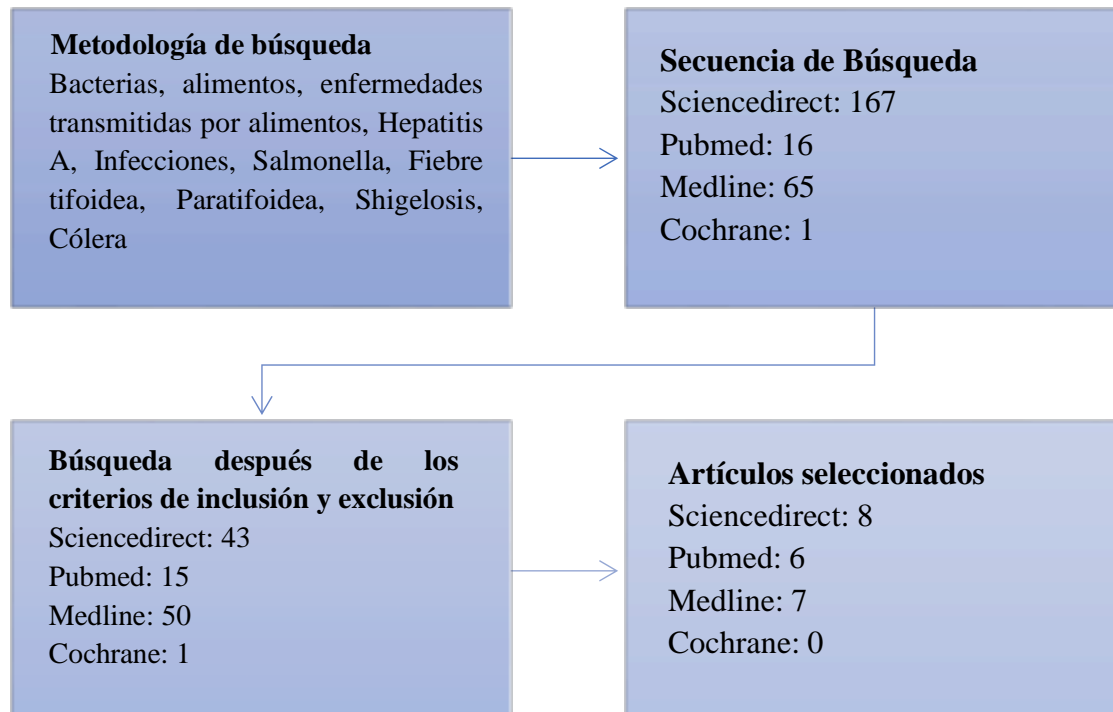 Metodología de búsqueda
Bacterias, alimentos, enfermedades
transmitidas por alimentos, Hepatitis
A, Infecciones, Salmonella, Fiebre
tifoidea, Paratifoidea, Shigelosis,
Cólera
Secuencia de Búsqueda
Sciencedirect: 167
Pubmed: 16
Medline: 65
Cochrane: 1
Búsqueda después de los
criterios de inclusión y exclusión
Sciencedirect: 43
Pubmed: 15
Medline: 50
Cochrane: 1
Artículos seleccionados
Sciencedirect: 8
Pubmed: 6
Medline: 7
Cochrane: 0